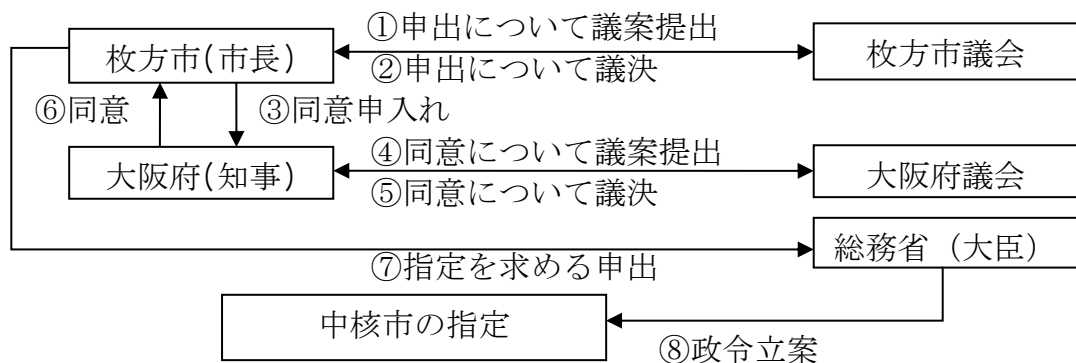 ①申出について議案提出
枚方市(市長)
枚方市議会
②申出について議決
⑥同意
③同意申入れ
④同意について議案提出
大阪府(知事)
大阪府議会
⑤同意について議決
総務省（大臣）
⑦指定を求める申出
中核市の指定
⑧政令立案